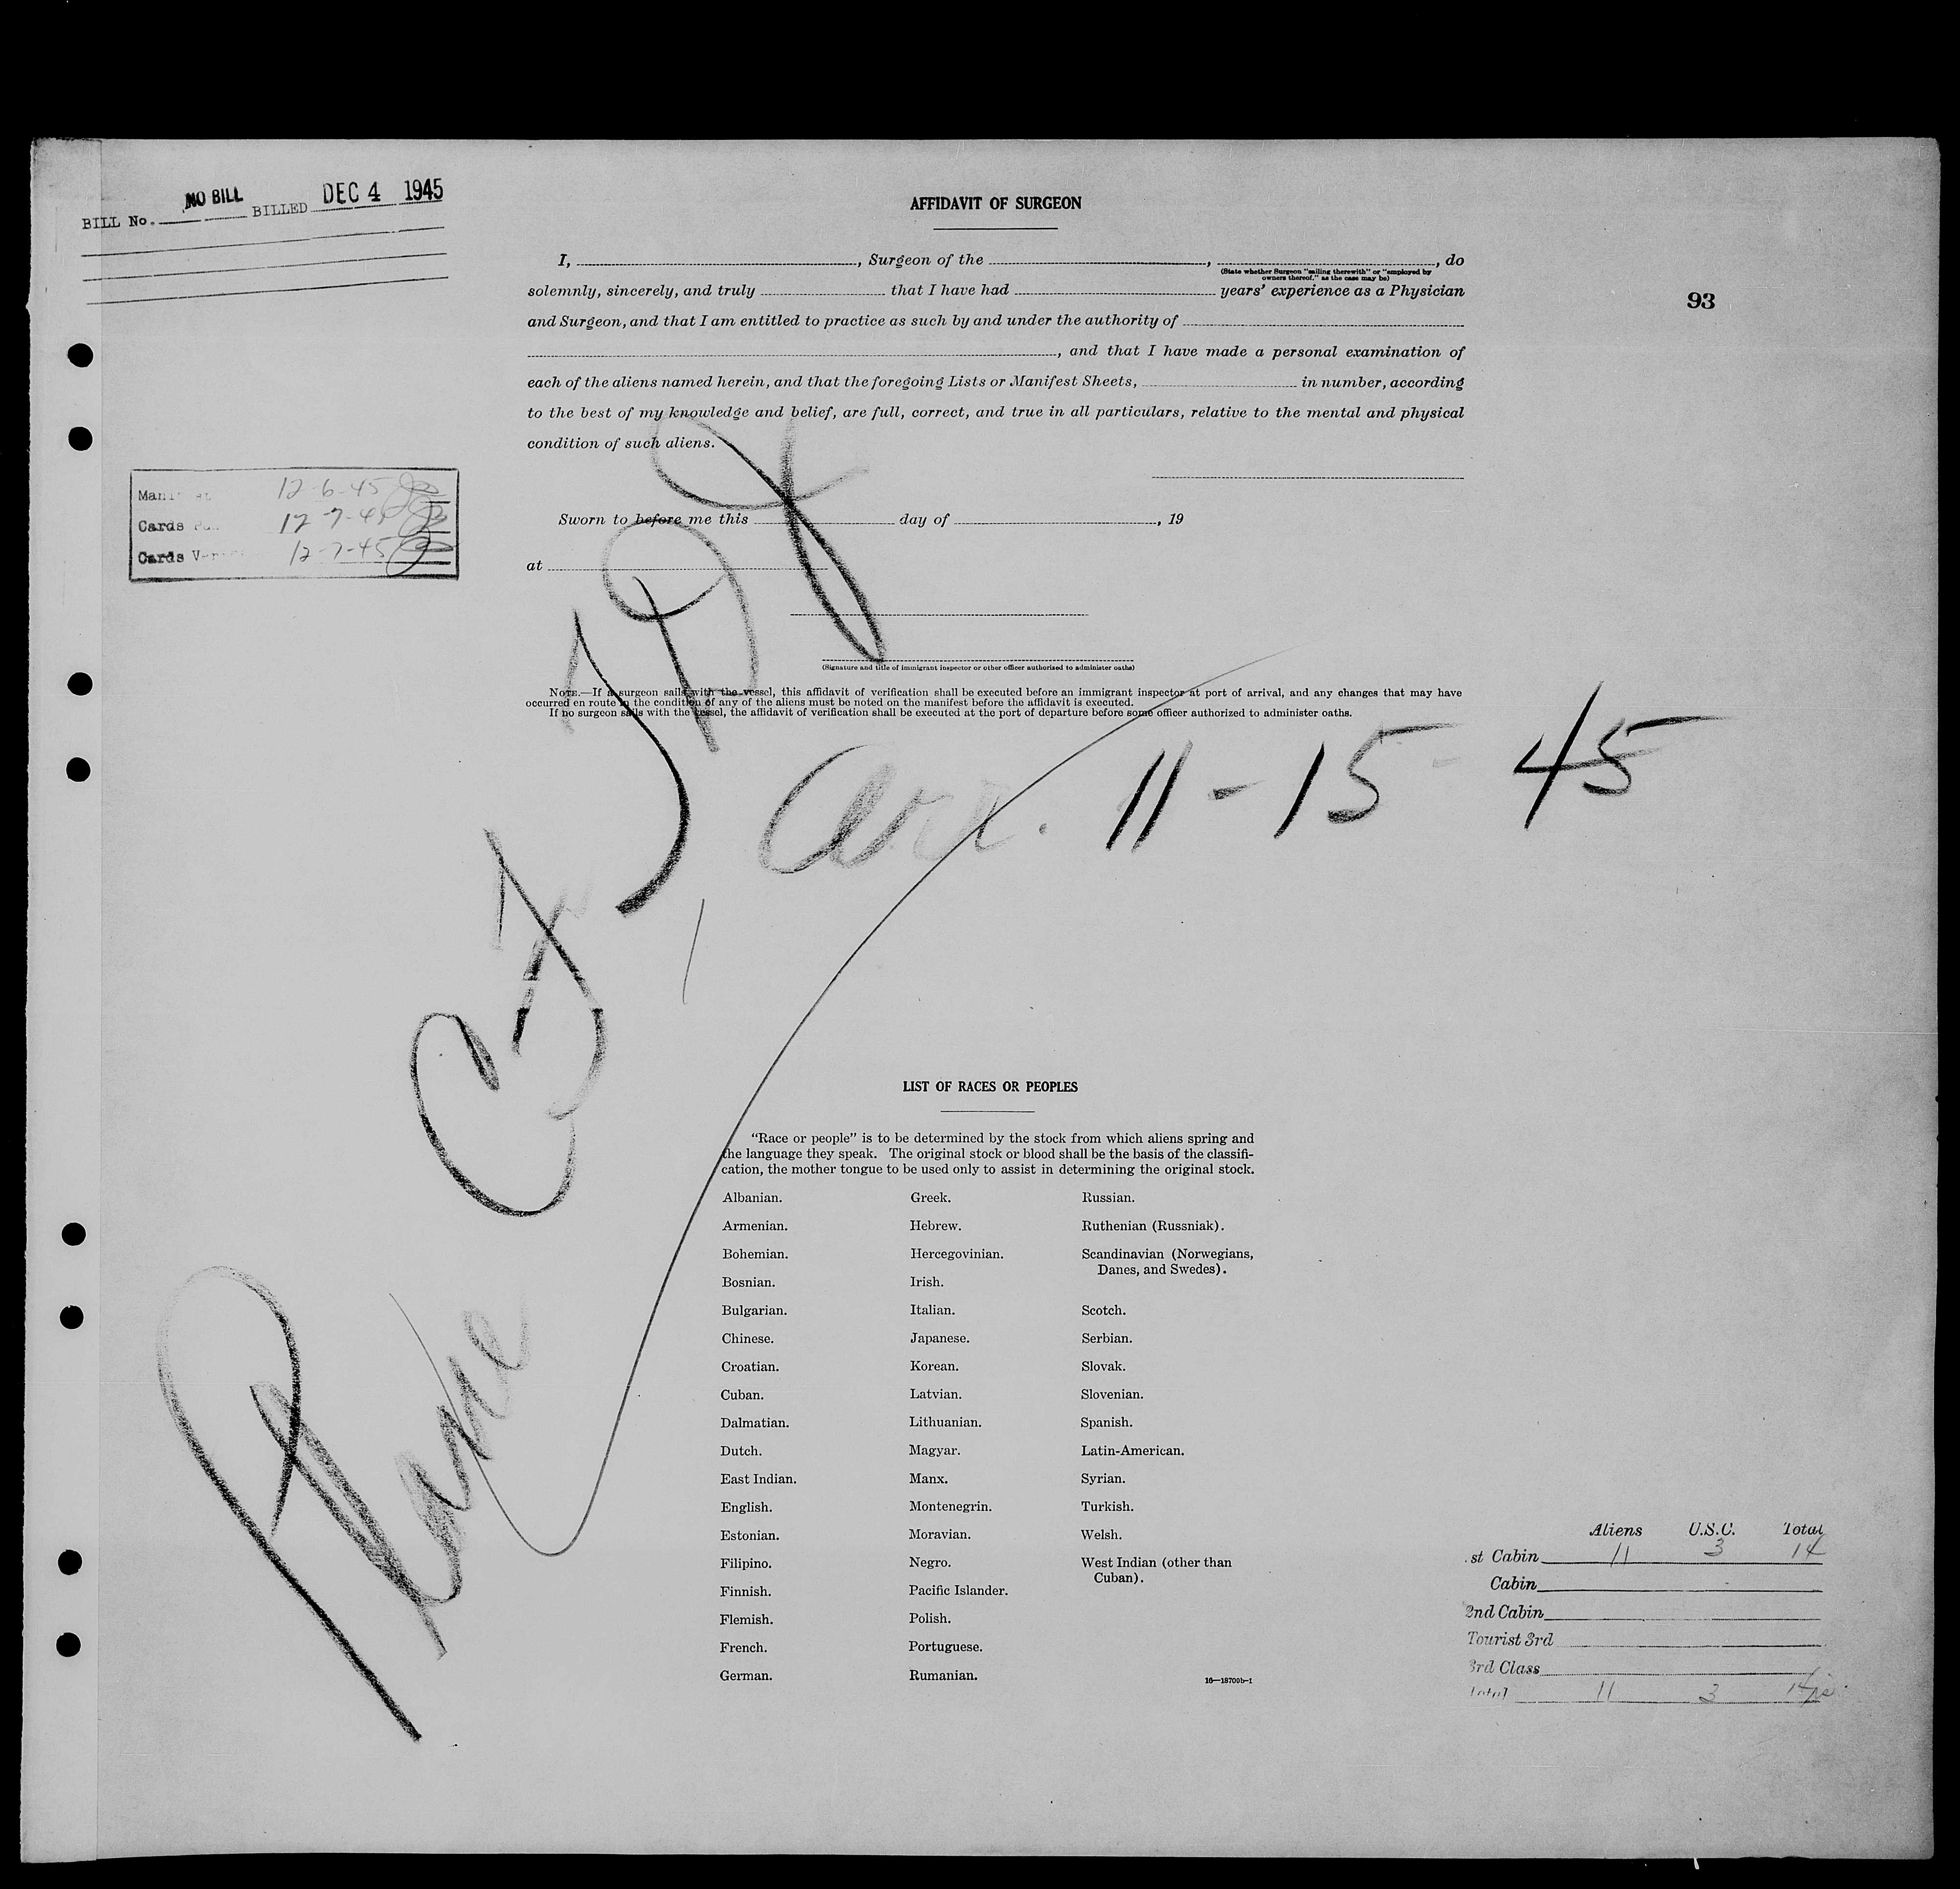 BILL No. NO BILL BILLED DEC 4 1945
AFFIDAVIT OF SURGEON
I, , Surgeon of the , , do
(State whether Surgeon "sailing therewith" or "employed by
owners thereof," as the case may be)
solemnly, sincerely, and truly that I have had years' experience as a Physician
93
and Surgeon, and that I am entitled to practice as such by and under the authority of
, and that I have made a personal examination of
each of the aliens named herein, and that the foregoing Lists or Manifest Sheets, in number, according
to the best of my knowledge and belief, are full, correct, and true in all particulars, relative to the mental and physical
condition of such aliens.
12-6-45
Cards 12-7-45
Cards 12-7-45
Sworn to before me this day of , 19
at
(Signature and title of immigrant inspector or other officer authorized to administer oaths)
NOTE.—If a surgeon sails with the vessel, this affidavit of verification shall be executed before an immigrant inspector at port of arrival, and any changes that may have
occurred en route in the condition of any of the aliens must be noted on the manifest before the affidavit is executed.
If no surgeon sails with the vessel, the affidavit of verification shall be executed at the port of departure before some officer authorized to administer oaths.
Plane
Arr. 11-15-45
LIST OF RACES OR PEOPLES
"Race or people" is to be determined by the stock from which aliens spring and
the language they speak. The original stock or blood shall be the basis of the classifi-
cation, the mother tongue to be used only to assist in determining the original stock.
Albanian.
Armenian.
Bohemian.
Bosnian.
Bulgarian.
Chinese.
Croatian.
Cuban.
Dalmatian.
Dutch.
East Indian.
English.
Estonian.
Filipino.
Finnish.
Flemish.
French.
German.
Greek.
Hebrew.
Hercegovinian.
Irish.
Italian.
Japanese.
Korean.
Latvian.
Lithuanian.
Magyar.
Manx.
Montenegrin.
Moravian.
Negro.
Pacific Islander.
Polish.
Portuguese.
Rumanian.
Russian.
Ruthenian (Russniak).
Scandinavian (Norwegians,
Danes, and Swedes).
Scotch.
Serbian.
Slovak.
Slovenian.
Spanish.
Latin-American.
Syrian.
Turkish.
Welsh.
West Indian (other than
Cuban).
16—18700b-1
Aliens U.S.C. Total
st Cabin 11 3 14
Cabin
2nd Cabin
Tourist 3rd
3rd Class
Total 11 3 14